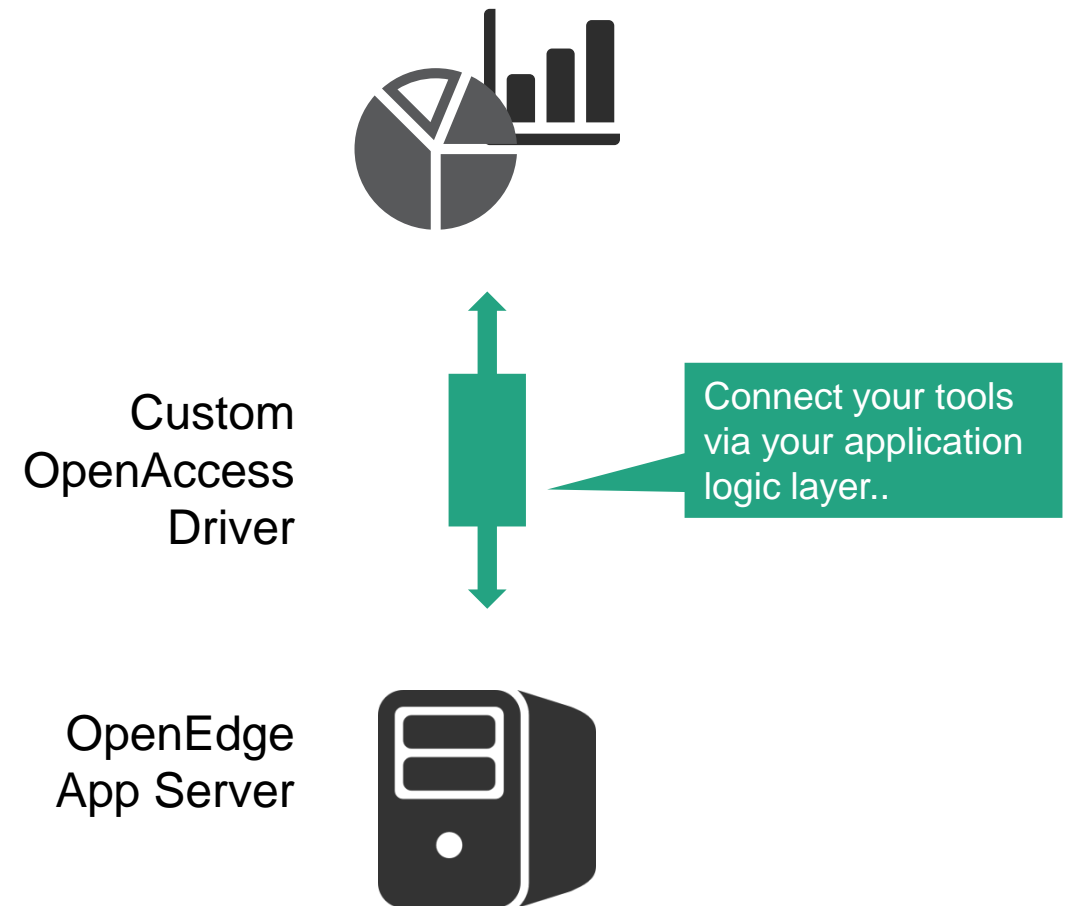 Custom
OpenAccess
Driver
Connect your tools
via your application
logic layer..
OpenEdge
App Server